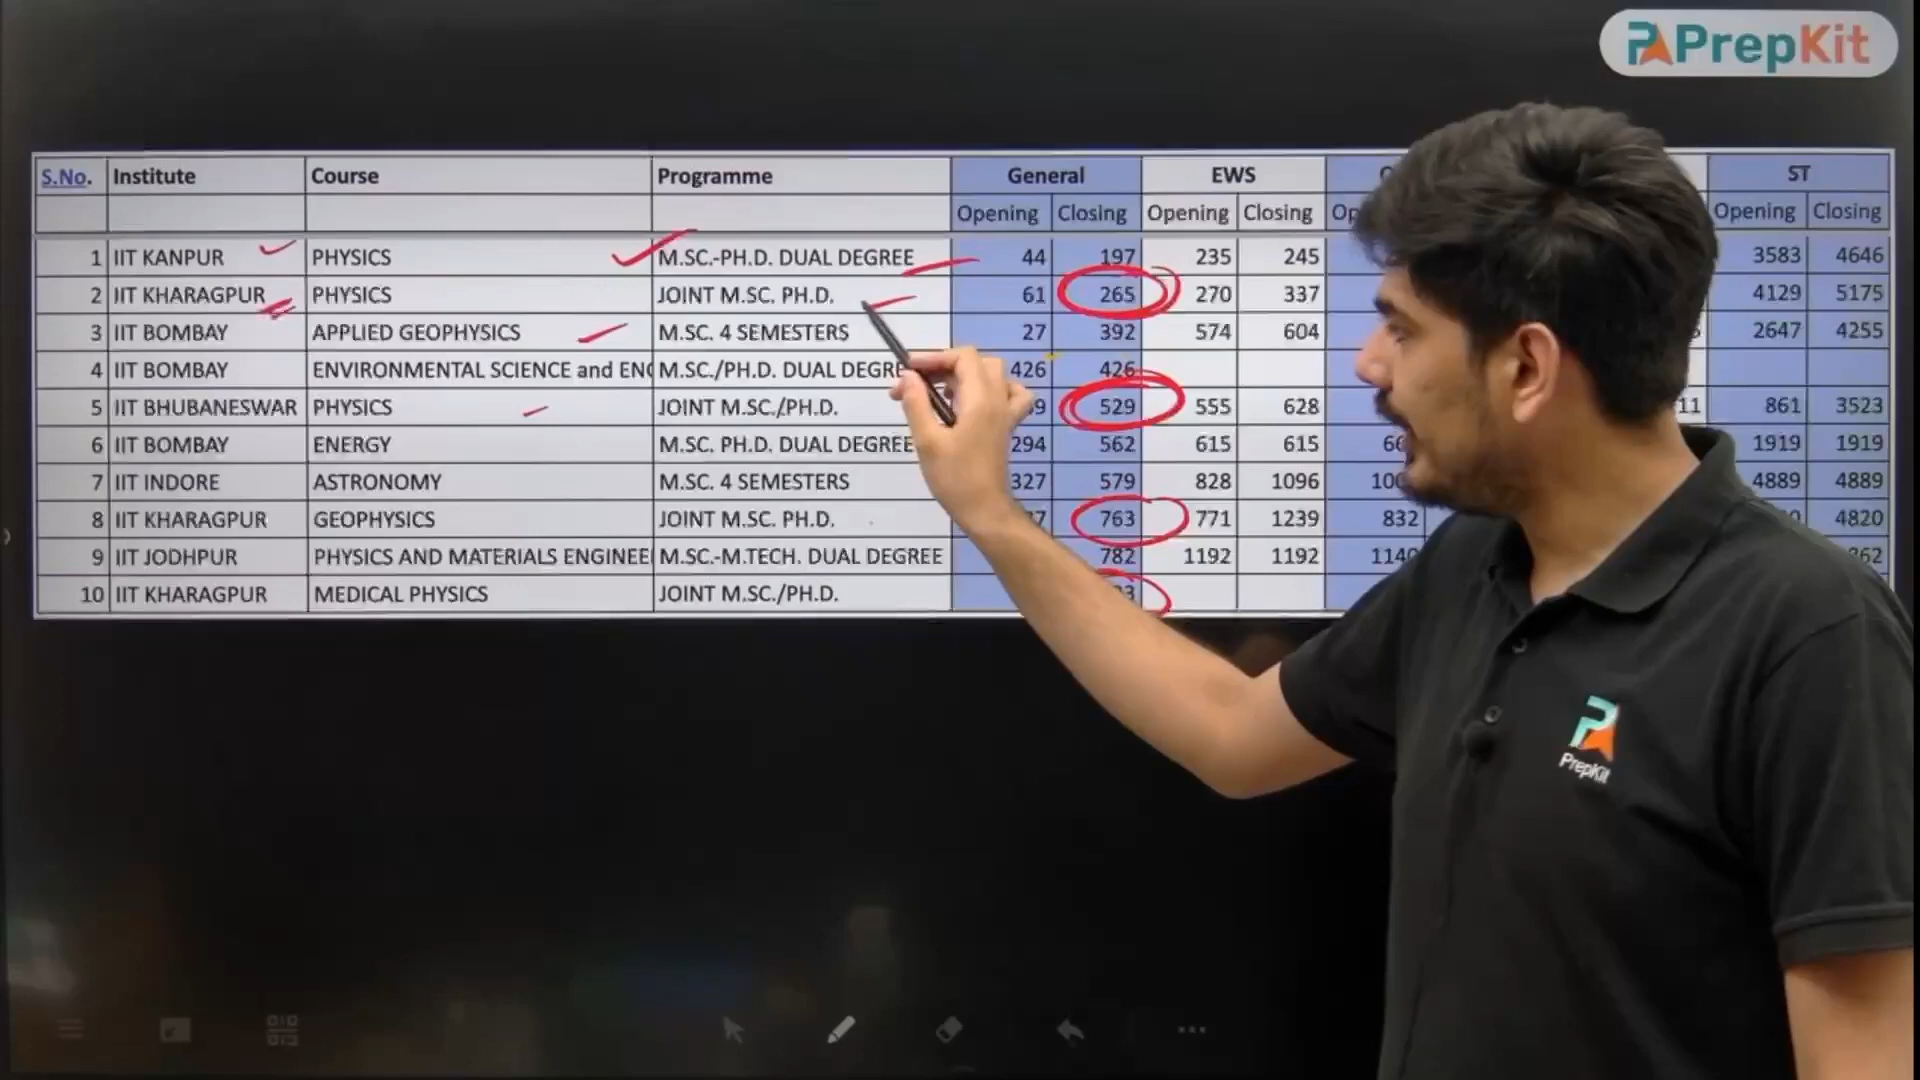 PrepKit
S.No. Institute Course Programme General EWS ST
Opening Closing Opening Closing Opening Closing
1 IIT KANPUR PHYSICS M.SC.-PH.D. DUAL DEGREE 44 197 235 245 3583 4646
2 IIT KHARAGPUR PHYSICS JOINT M.SC. PH.D. 61 265 270 337 4129 5175
3 IIT BOMBAY APPLIED GEOPHYSICS M.SC. 4 SEMESTERS 27 392 574 604 2647 4255
4 IIT BOMBAY ENVIRONMENTAL SCIENCE and M.SC./PH.D. DUAL 426 426
5 IIT BHUBANESWAR PHYSICS JOINT M.SC./PH.D. 529 555 628 861 3523
6 IIT BOMBAY ENERGY M.SC. PH.D. DUAL DEGREE 294 562 615 615 1919 1919
7 IIT INDORE ASTRONOMY M.SC. 4 SEMESTERS 327 579 828 1096 4889 4889
8 IIT KHARAGPUR GEOPHYSICS JOINT M.SC. PH.D. 763 771 1239 832 4820
9 IIT JODHPUR PHYSICS AND MATERIALS M.SC.-M.TECH. DUAL DEGREE 782 1192 1192 1140
10 IIT KHARAGPUR MEDICAL PHYSICS JOINT M.SC./PH.D.
PrepKit